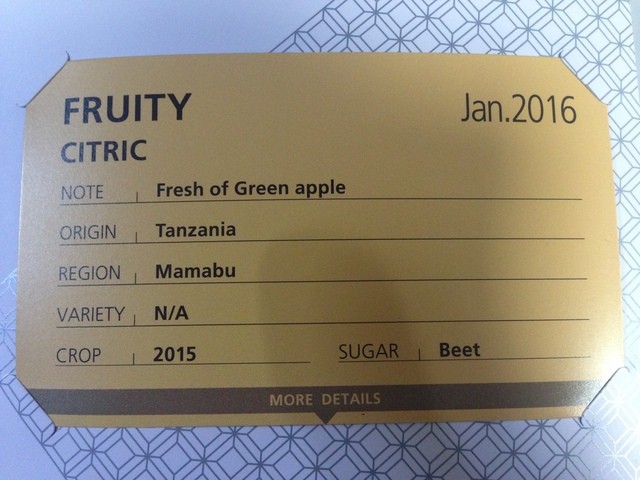 FRUITY Jan.2016
CITRIC
NOTE Fresh of Green apple
ORIGIN Tanzania
REGION Mamabu
VARIETY N/A
CROP 2015 SUGAR Beet
MORE DETAILS